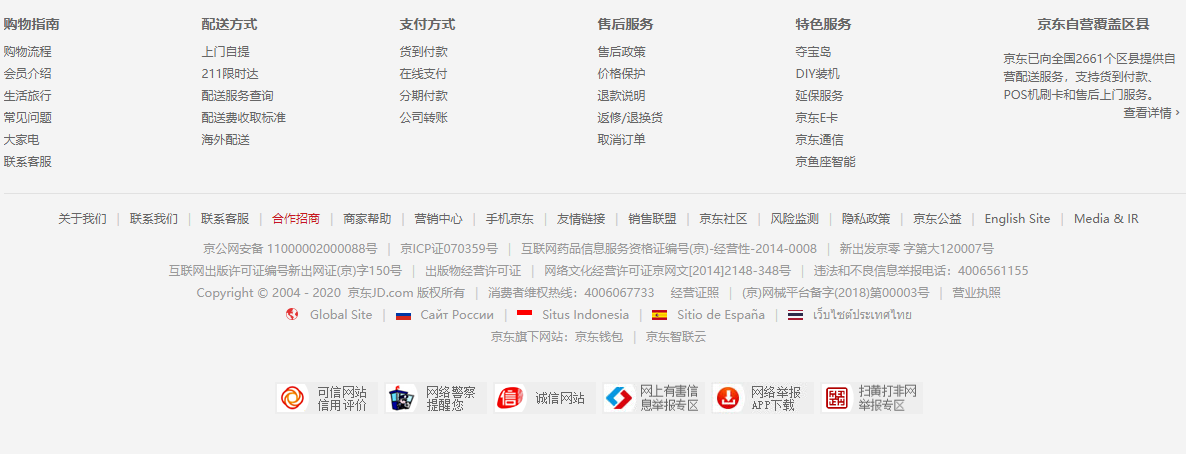 购物指南
购物流程
会员介绍
生活旅行
常见问题
大家电
联系客服
配送方式
上门自提
211限时达
配送服务查询
配送费收取标准
海外配送
支付方式
货到付款
在线支付
分期付款
公司转账
售后服务
售后政策
价格保护
退款说明
返修/退换货
取消订单
特色服务
夺宝岛
DIY装机
延保服务
京东E卡
京东通信
京鱼座智能
京东自营覆盖区县
京东已向全国2661个区县提供自
营配送服务，支持货到付款、
POS机刷卡和售后上门服务。
查看详情 ›
关于我们 | 联系我们 | 联系客服 | 合作招商 | 商家帮助 | 营销中心 | 手机京东 | 友情链接 | 销售联盟 | 京东社区 | 风险监测 | 隐私政策 | 京东公益 | English Site | Media & IR
京公网安备 11000002000088号 | 京ICP证070359号 | 互联网药品信息服务资格证编号(京)-经营性-2014-0008 | 新出发京零 字第大120007号
互联网出版许可证编号新出网证(京)字150号 | 出版物经营许可证 | 网络文化经营许可证京网文[2014]2148-348号 | 违法和不良信息举报电话：4006561155
Copyright © 2004 - 2020 京东JD.com 版权所有 | 消费者维权热线：4006067733 经营证照 | (京)网械平台备字(2018)第00003号 | 营业执照
Global Site | Сайт России | Situs Indonesia | Sitio de España | เว็บไซต์ประเทศไทย
京东旗下网站：京东钱包 | 京东智联云
可信网站
信用评价
网络警察
提醒您
诚信网站
网上有害信
息举报专区
网络举报
APP下载
扫黄打非网
举报专区